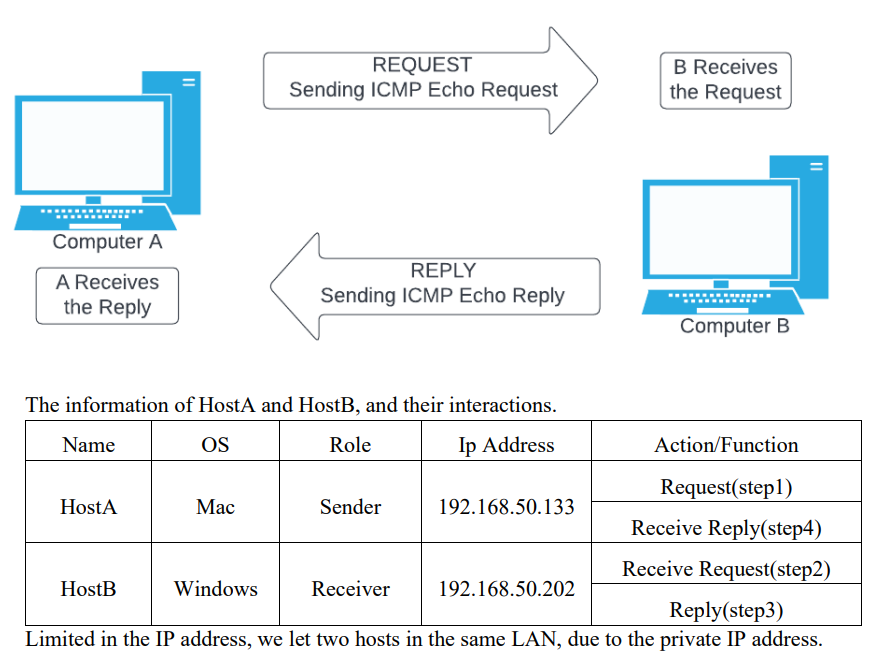 REQUEST
Sending ICMP Echo Request
B Receives
the Request
Computer A
A Receives
the Reply
REPLY
Sending ICMP Echo Reply
Computer B
The information of HostA and HostB, and their interactions.
Name OS Role Ip Address Action/Function
HostA Mac Sender 192.168.50.133 Request(step1)
Receive Reply(step4)
HostB Windows Receiver 192.168.50.202 Receive Request(step2)
Reply(step3)
Limited in the IP address, we let two hosts in the same LAN, due to the private IP address.